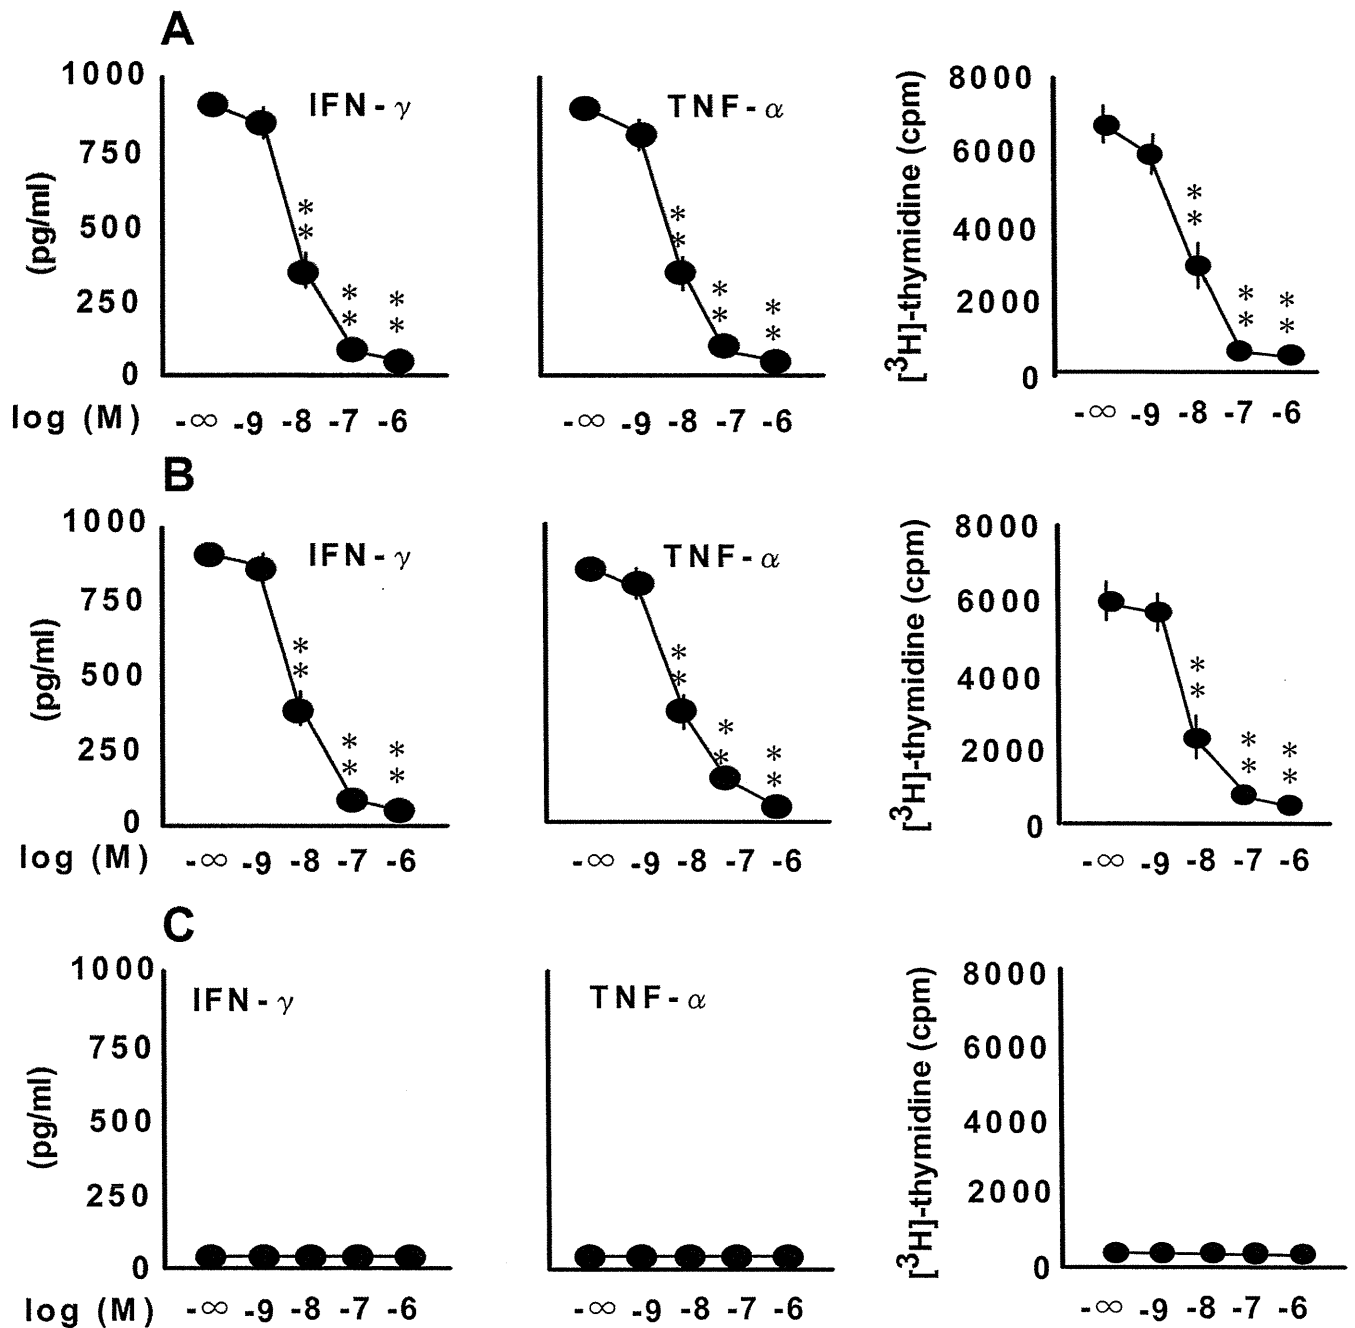 A
1000
750
500
250
0
(pg/ml)
IFN-γ
**
**
**
log (M) -∞ -9 -8 -7 -6
TNF-α
**
**
**
-∞ -9 -8 -7 -6
[³H]-thymidine (cpm)
8000
6000
4000
2000
0
**
**
**
-∞ -9 -8 -7 -6
B
1000
750
500
250
0
(pg/ml)
IFN-γ
**
**
**
log (M) -∞ -9 -8 -7 -6
TNF-α
**
**
**
-∞ -9 -8 -7 -6
[³H]-thymidine (cpm)
8000
6000
4000
2000
0
**
**
**
-∞ -9 -8 -7 -6
C
1000
750
500
250
0
(pg/ml)
IFN-γ
log (M) -∞ -9 -8 -7 -6
TNF-α
-∞ -9 -8 -7 -6
[³H]-thymidine (cpm)
8000
6000
4000
2000
0
-∞ -9 -8 -7 -6